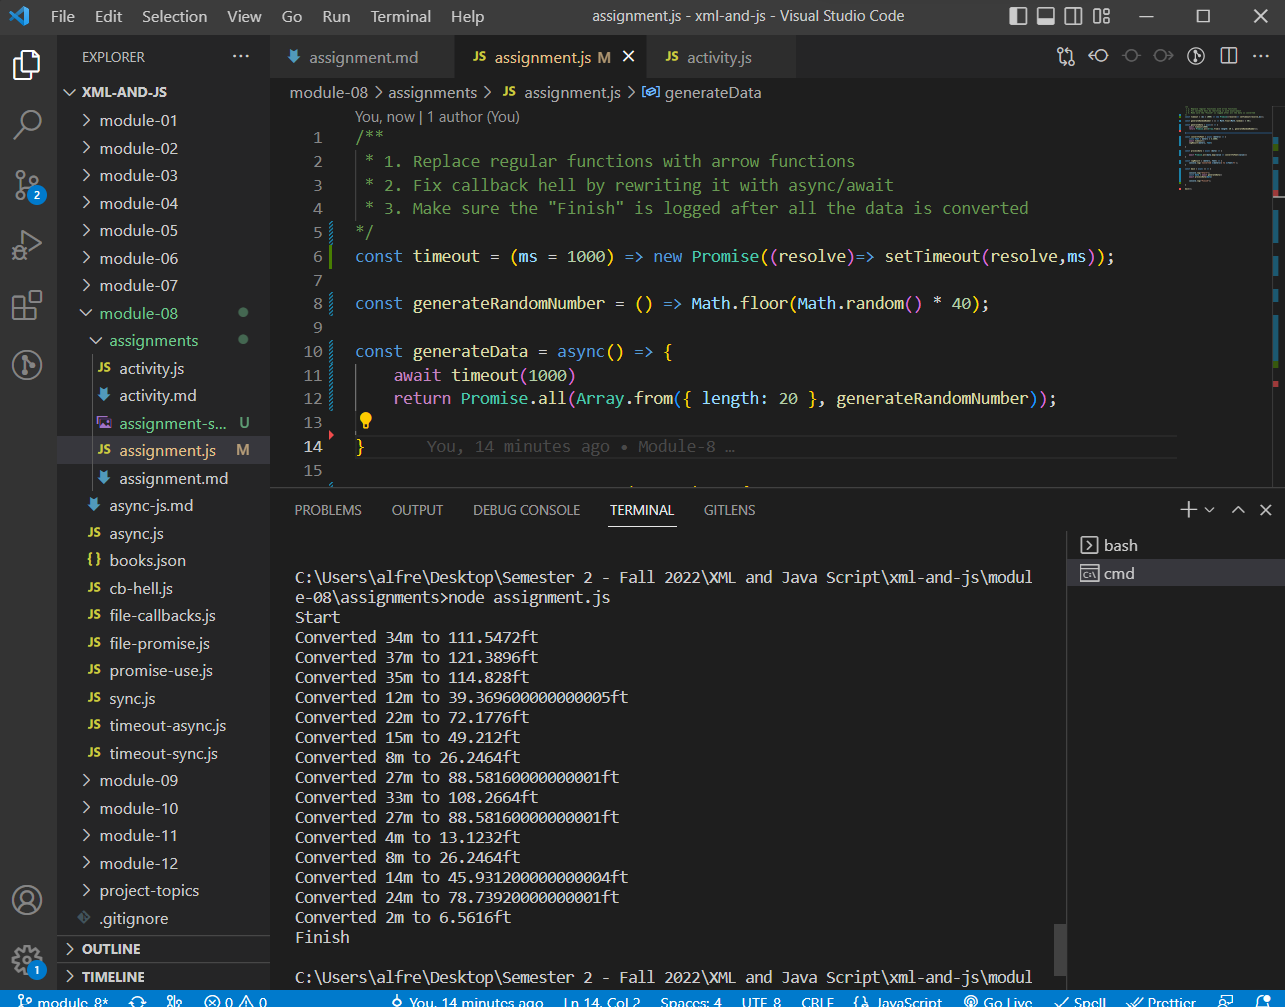 File Edit Selection View Go Run Terminal Help
assignment.js - xml-and-js - Visual Studio Code
EXPLORER
XML-AND-JS
module-01
module-02
module-03
module-04
module-05
module-06
module-07
module-08
assignments
JS activity.js
activity.md
assignment-s... U
JS assignment.js M
assignment.md
async-js.md
JS async.js
{} books.json
JS cb-hell.js
JS file-callbacks.js
JS file-promise.js
JS promise-use.js
JS sync.js
JS timeout-async.js
JS timeout-sync.js
module-09
module-10
module-11
module-12
project-topics
.gitignore
OUTLINE
TIMELINE
2
1
assignment.md JS assignment.js M JS activity.js
module-08 > assignments > JS assignment.js > generateData
You, now | 1 author (You)
1 /**
2 * 1. Replace regular functions with arrow functions
3 * 2. Fix callback hell by rewriting it with async/await
4 * 3. Make sure the "Finish" is logged after all the data is converted
5 */
6 const timeout = (ms = 1000) => new Promise((resolve)=> setTimeout(resolve,ms));
7
8 const generateRandomNumber = () => Math.floor(Math.random() * 40);
9
10 const generateData = async() => {
11 await timeout(1000)
12 return Promise.all(Array.from({ length: 20 }, generateRandomNumber));
13
14 } You, 14 minutes ago • Module-8 …
15
PROBLEMS OUTPUT DEBUG CONSOLE TERMINAL GITLENS
bash
cmd
C:\Users\alfre\Desktop\Semester 2 - Fall 2022\XML and Java Script\xml-and-js\modul
e-08\assignments>node assignment.js
Start
Converted 34m to 111.5472ft
Converted 37m to 121.3896ft
Converted 35m to 114.828ft
Converted 12m to 39.369600000000005ft
Converted 22m to 72.1776ft
Converted 15m to 49.212ft
Converted 8m to 26.2464ft
Converted 27m to 88.58160000000001ft
Converted 33m to 108.2664ft
Converted 27m to 88.58160000000001ft
Converted 4m to 13.1232ft
Converted 8m to 26.2464ft
Converted 14m to 45.931200000000004ft
Converted 24m to 78.73920000000001ft
Converted 2m to 6.5616ft
Finish
C:\Users\alfre\Desktop\Semester 2 - Fall 2022\XML and Java Script\xml-and-js\modul
module-8* 0 0 You, 14 minutes ago Ln 14, Col 2 Spaces: 4 UTF-8 CRLF {} JavaScript Go Live Spell Prettier